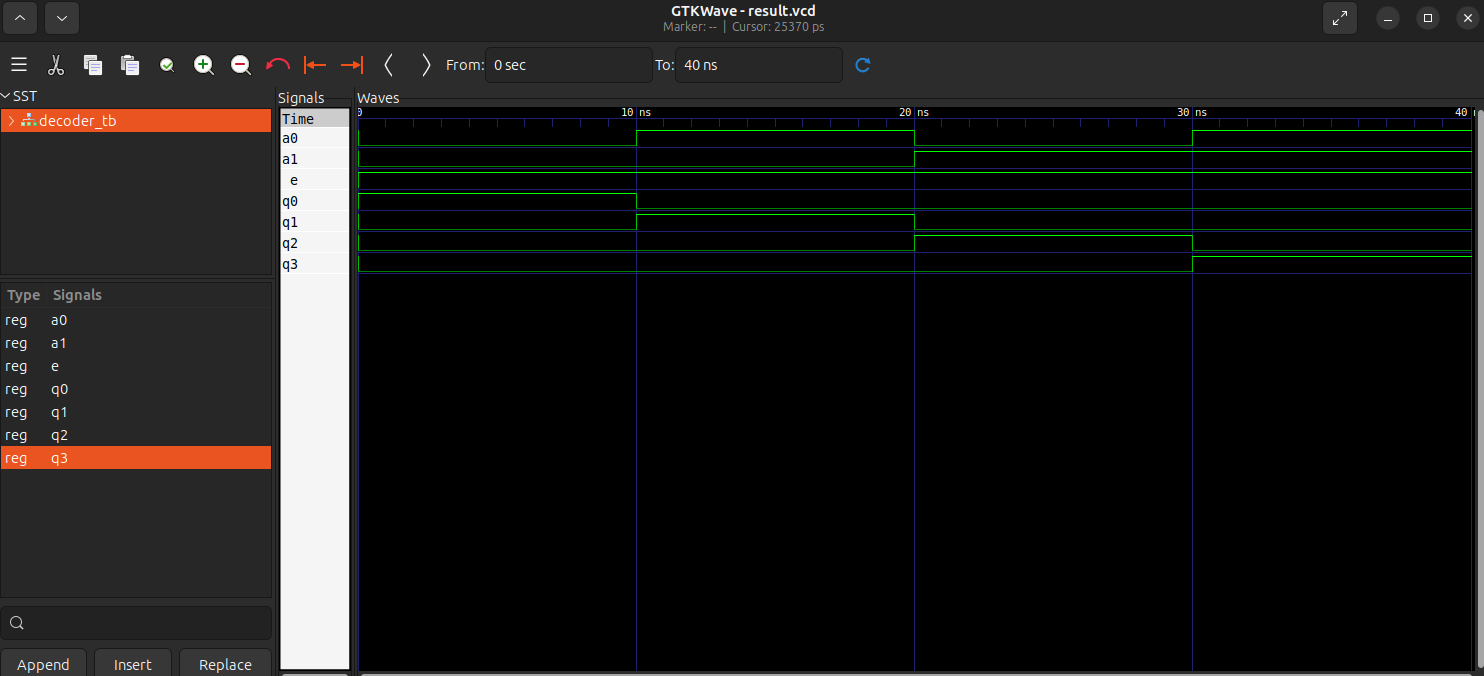 GTKWave - result.vcd
Marker: -- | Cursor: 25370 ps
From: 0 sec To: 40 ns
SST
decoder_tb
Type Signals
reg a0
reg a1
reg e
reg q0
reg q1
reg q2
reg q3
Append Insert Replace
Signals
Time
a0
a1
e
q0
q1
q2
q3
Waves
0 10 ns 20 ns 30 ns 40